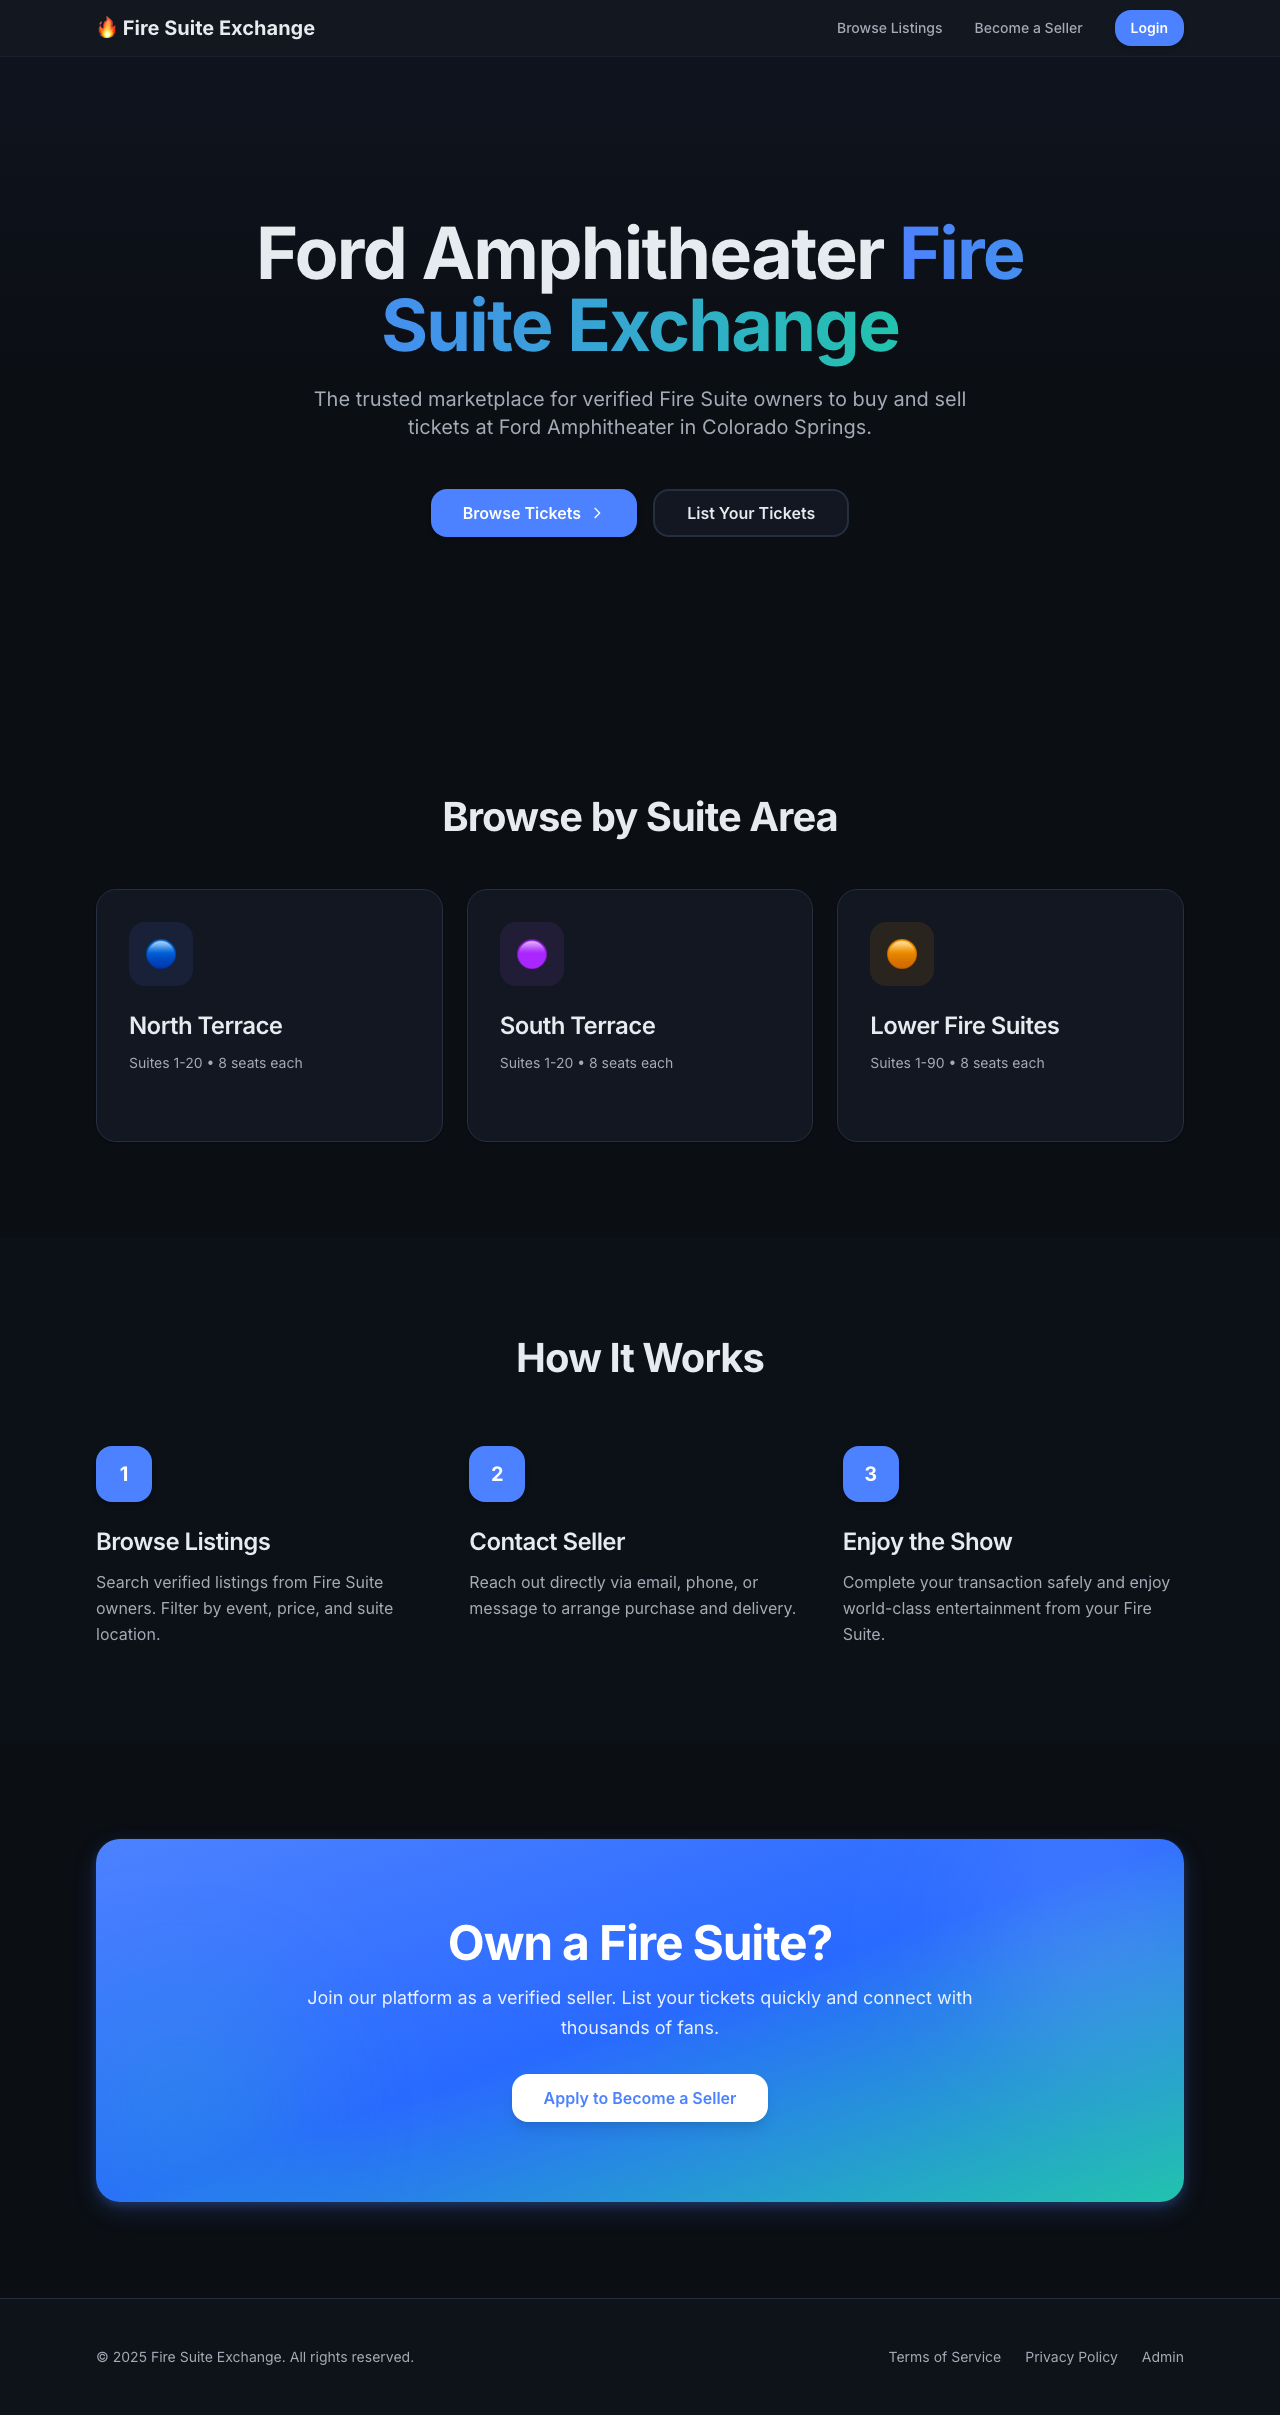 🔥 Fire Suite Exchange
Browse Listings
Become a Seller
Login
Ford Amphitheater Fire
Suite Exchange
The trusted marketplace for verified Fire Suite owners to buy and sell
tickets at Ford Amphitheater in Colorado Springs.
Browse Tickets
List Your Tickets
Browse by Suite Area
North Terrace
Suites 1-20 • 8 seats each
South Terrace
Suites 1-20 • 8 seats each
Lower Fire Suites
Suites 1-90 • 8 seats each
How It Works
1
Browse Listings
Search verified listings from Fire Suite
owners. Filter by event, price, and suite
location.
2
Contact Seller
Reach out directly via email, phone, or
message to arrange purchase and delivery.
3
Enjoy the Show
Complete your transaction safely and enjoy
world-class entertainment from your Fire
Suite.
Own a Fire Suite?
Join our platform as a verified seller. List your tickets quickly and connect with
thousands of fans.
Apply to Become a Seller
© 2025 Fire Suite Exchange. All rights reserved.
Terms of Service
Privacy Policy
Admin